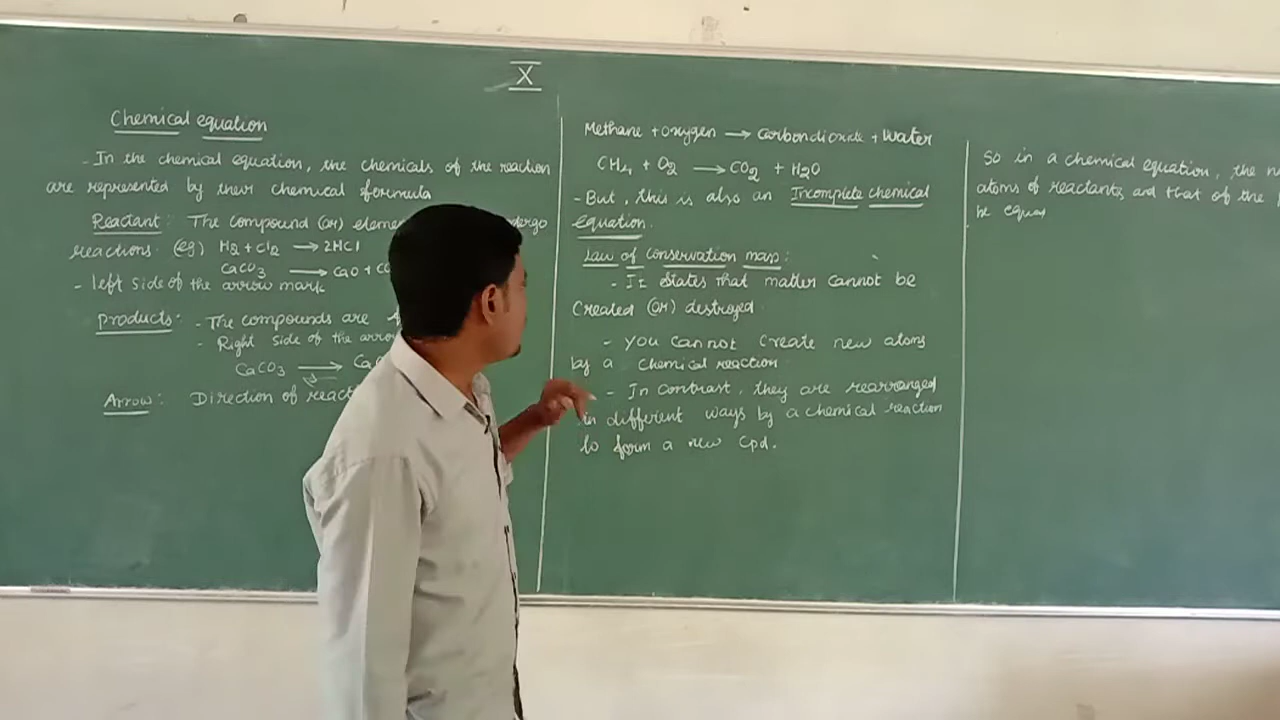 X
Chemical equation
- In the chemical equation, the chemicals of the reaction
are represented by their chemical formula
Reactant: The compound (or)
reactions. (eg) H2 + Cl2 → 2HCl
CaCO3 → CaO +
- left side of the arrow mark
Products: - The compounds are
- Right side of the
CaCO3 →
Arrow: Direction of
Methane + oxygen → Carbondioxide + Water
CH4 + O2 → CO2 + H2O
- But, this is also an Incomplete chemical
equation.
Law of Conservation mass:
- It states that matter cannot be
Created (or) destroyed
- You cannot create new atoms
by a chemical reaction
- In contrast, they are rearranged
in different ways by a chemical reaction
to form a new Cpd.
So in a chemical equation, the
atoms of reactants and that of the
be equal